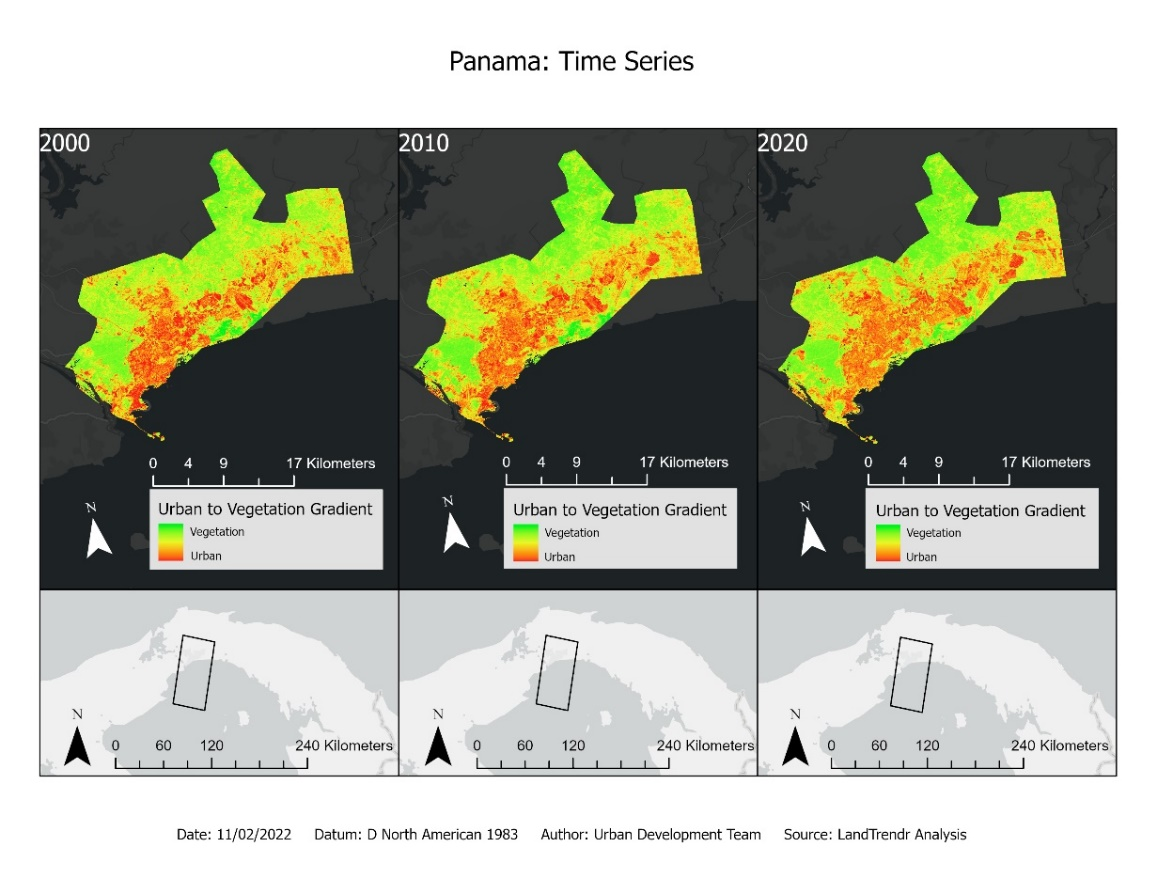 Panama: Time Series
2000
2010
2020
0 4 9 17 Kilometers
0 4 9 17 Kilometers
0 4 9 17 Kilometers
N
Urban to Vegetation Gradient
Vegetation
Urban
N
Urban to Vegetation Gradient
Vegetation
Urban
N
Urban to Vegetation Gradient
Vegetation
Urban
N
0 60 120 240 Kilometers
N
0 60 120 240 Kilometers
N
0 60 120 240 Kilometers
Date: 11/02/2022 Datum: D North American 1983 Author: Urban Development Team Source: LandTrendr Analysis